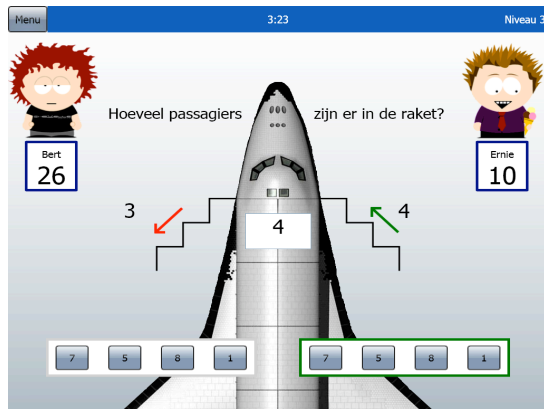 Menu 3:23 Niveau 3
Hoeveel passagiers zijn er in de raket?
Bert
26
Ernie
10
3
4
4
7 5 8 1
7 5 8 1